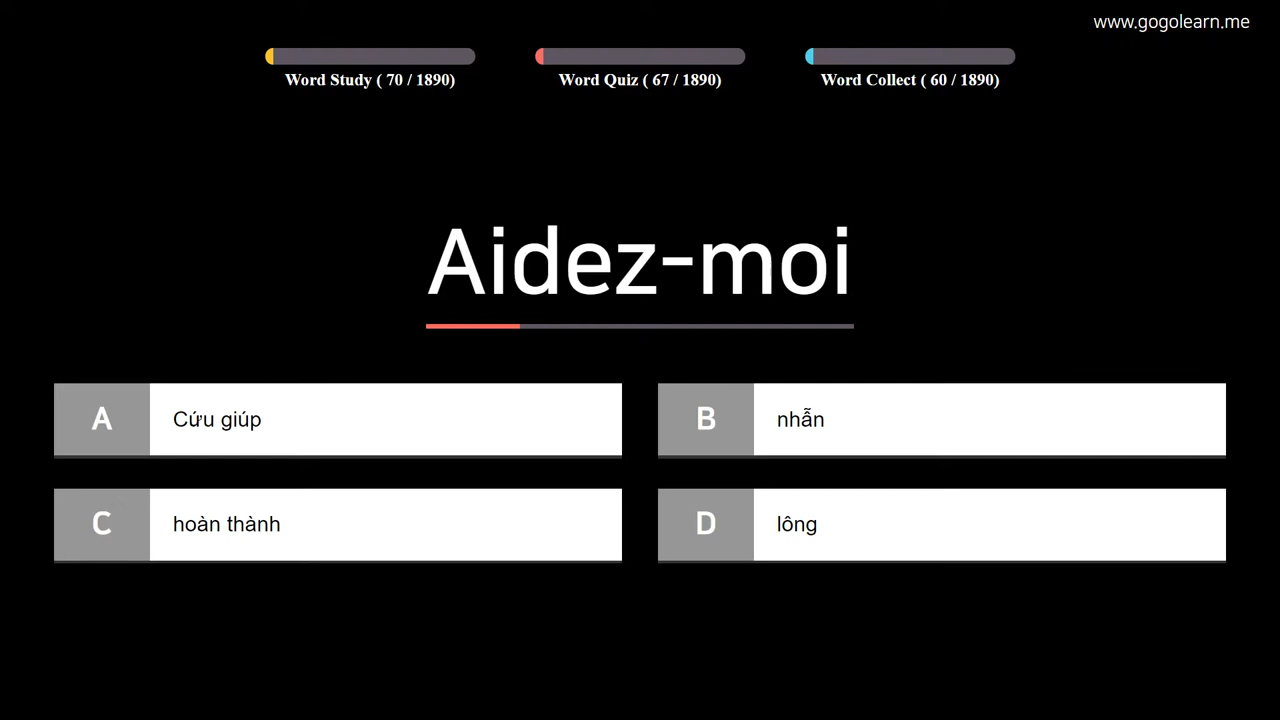 www.gogolearn.me
Word Study ( 70 / 1890)
Word Quiz ( 67 / 1890)
Word Collect ( 60 / 1890)
Aidez-moi
A Cứu giúp
B nhẫn
C hoàn thành
D lông